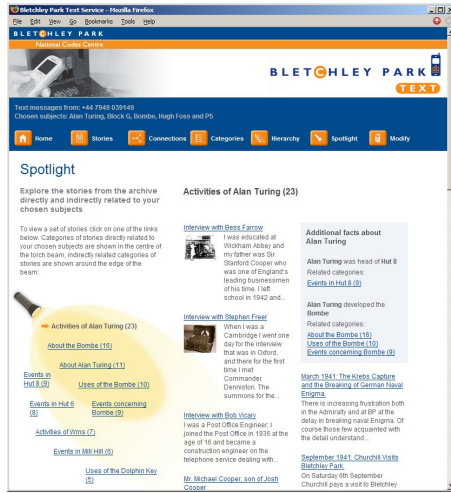 Bletchley Park Text Service - Mozilla Firefox
File Edit View Go Bookmarks Tools Help
BLETCHLEY PARK
National Codes Centre
BLETCHLEY PARK
TEXT
Text messages from: +44 7949 039149
Chosen subjects: Alan Turing, Block G, Bombe, Hugh Foss and P5
Home Stories Connections Categories Hierarchy Spotlight Modify
Spotlight
Explore the stories from the archive
directly and indirectly related to your
chosen subjects
To view a set of stories click on one of the links
below. Categories of stories directly related to
your chosen subjects are shown in the centre of
the torch beam, indirectly related categories of
stories are shown around the edge of the
beam:
Activities of Alan Turing (23)
About the Bombe (16)
About Alan Turing (11)
Events in
Hut 8 (9)
Uses of the Bombe (10)
Events in Hut 6
(8)
Events concerning
Bombe (9)
Activities of Wrns (7)
Events in Mill Hill (6)
Uses of the Dolphin Key
(5)
Activities of Alan Turing (23)
Interview with Bess Farrow
I was educated at
Wickham Abbey and
my father was Sir
Stanford Cooper who
was one of England's
leading businessmen
of his time. I left
school in 1942 and...
Interview with Stephen Freer
When I was a
Cambridge I went one
day for the interview
that was in Oxford,
and there for the first
time I met
Commander
Denniston. The
summons for the...
Interview with Bob Vicary
I was a Post Office Engineer, I
joined the Post Office in 1936 at the
age of 16 and became a
construction engineer on the
telephone service dealing with...
Mr. Michael Cooper, son of Josh
Cooper
Additional facts about
Alan Turing
Alan Turing was head of Hut 8
Related categories:
Events in Hut 8 (9)
Alan Turing developed the
Bombe
Related categories:
About the Bombe (16)
Uses of the Bombe (10)
Events concerning Bombe (9)
March 1941: The Krebs Capture
and the Breaking of German Naval
Enigma.
There is increasing frustration both
in the Admiralty and at BP at the
delay in breaking naval Enigma. Of
course those few acquainted with
the detail understand...
September 1941: Churchill Visits
Bletchley Park.
On Saturday 6th September
Churchill pays a visit to Bletchley